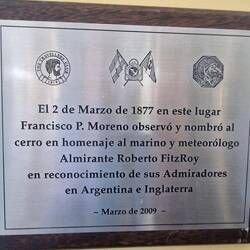 El 2 de Marzo de 1877 en este lugar
Francisco P. Moreno observó y nombró al
cerro en homenaje al marino y meteorólogo
Almirante Roberto FitzRoy
en reconocimiento de sus Admiradores
en Argentina e Inglaterra
~ Marzo de 2009 ~